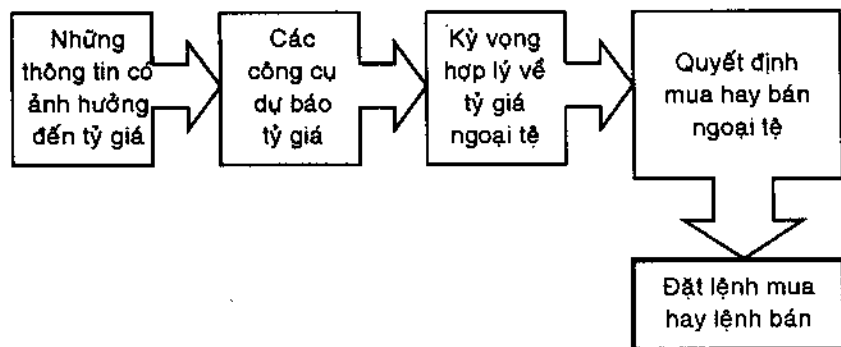 Những
thông tin có
ảnh hưởng
đến tỷ giá
Các
công cụ
dự báo
tỷ giá
Kỳ vọng
hợp lý về
tỷ giá
ngoại tệ
Quyết định
mua hay bán
ngoại tệ
Đặt lệnh mua
hay lệnh bán